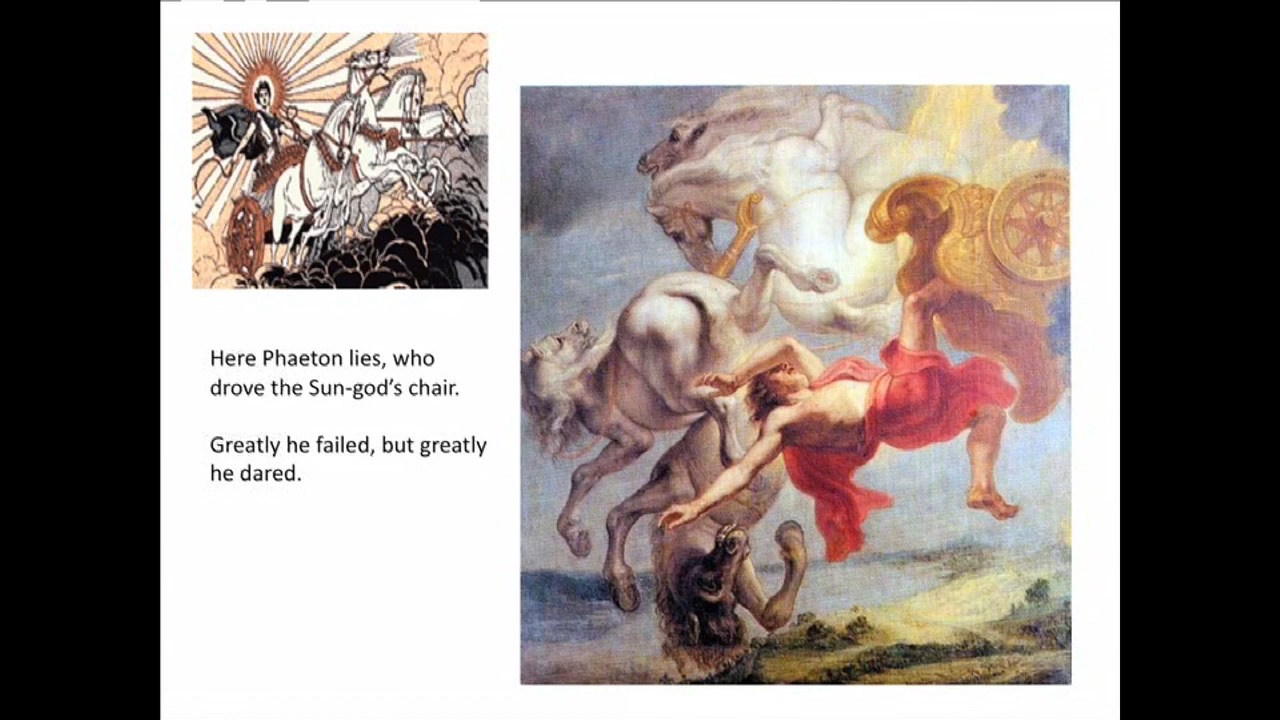 Here Phaeton lies, who
drove the Sun-god’s chair.
Greatly he failed, but greatly
he dared.